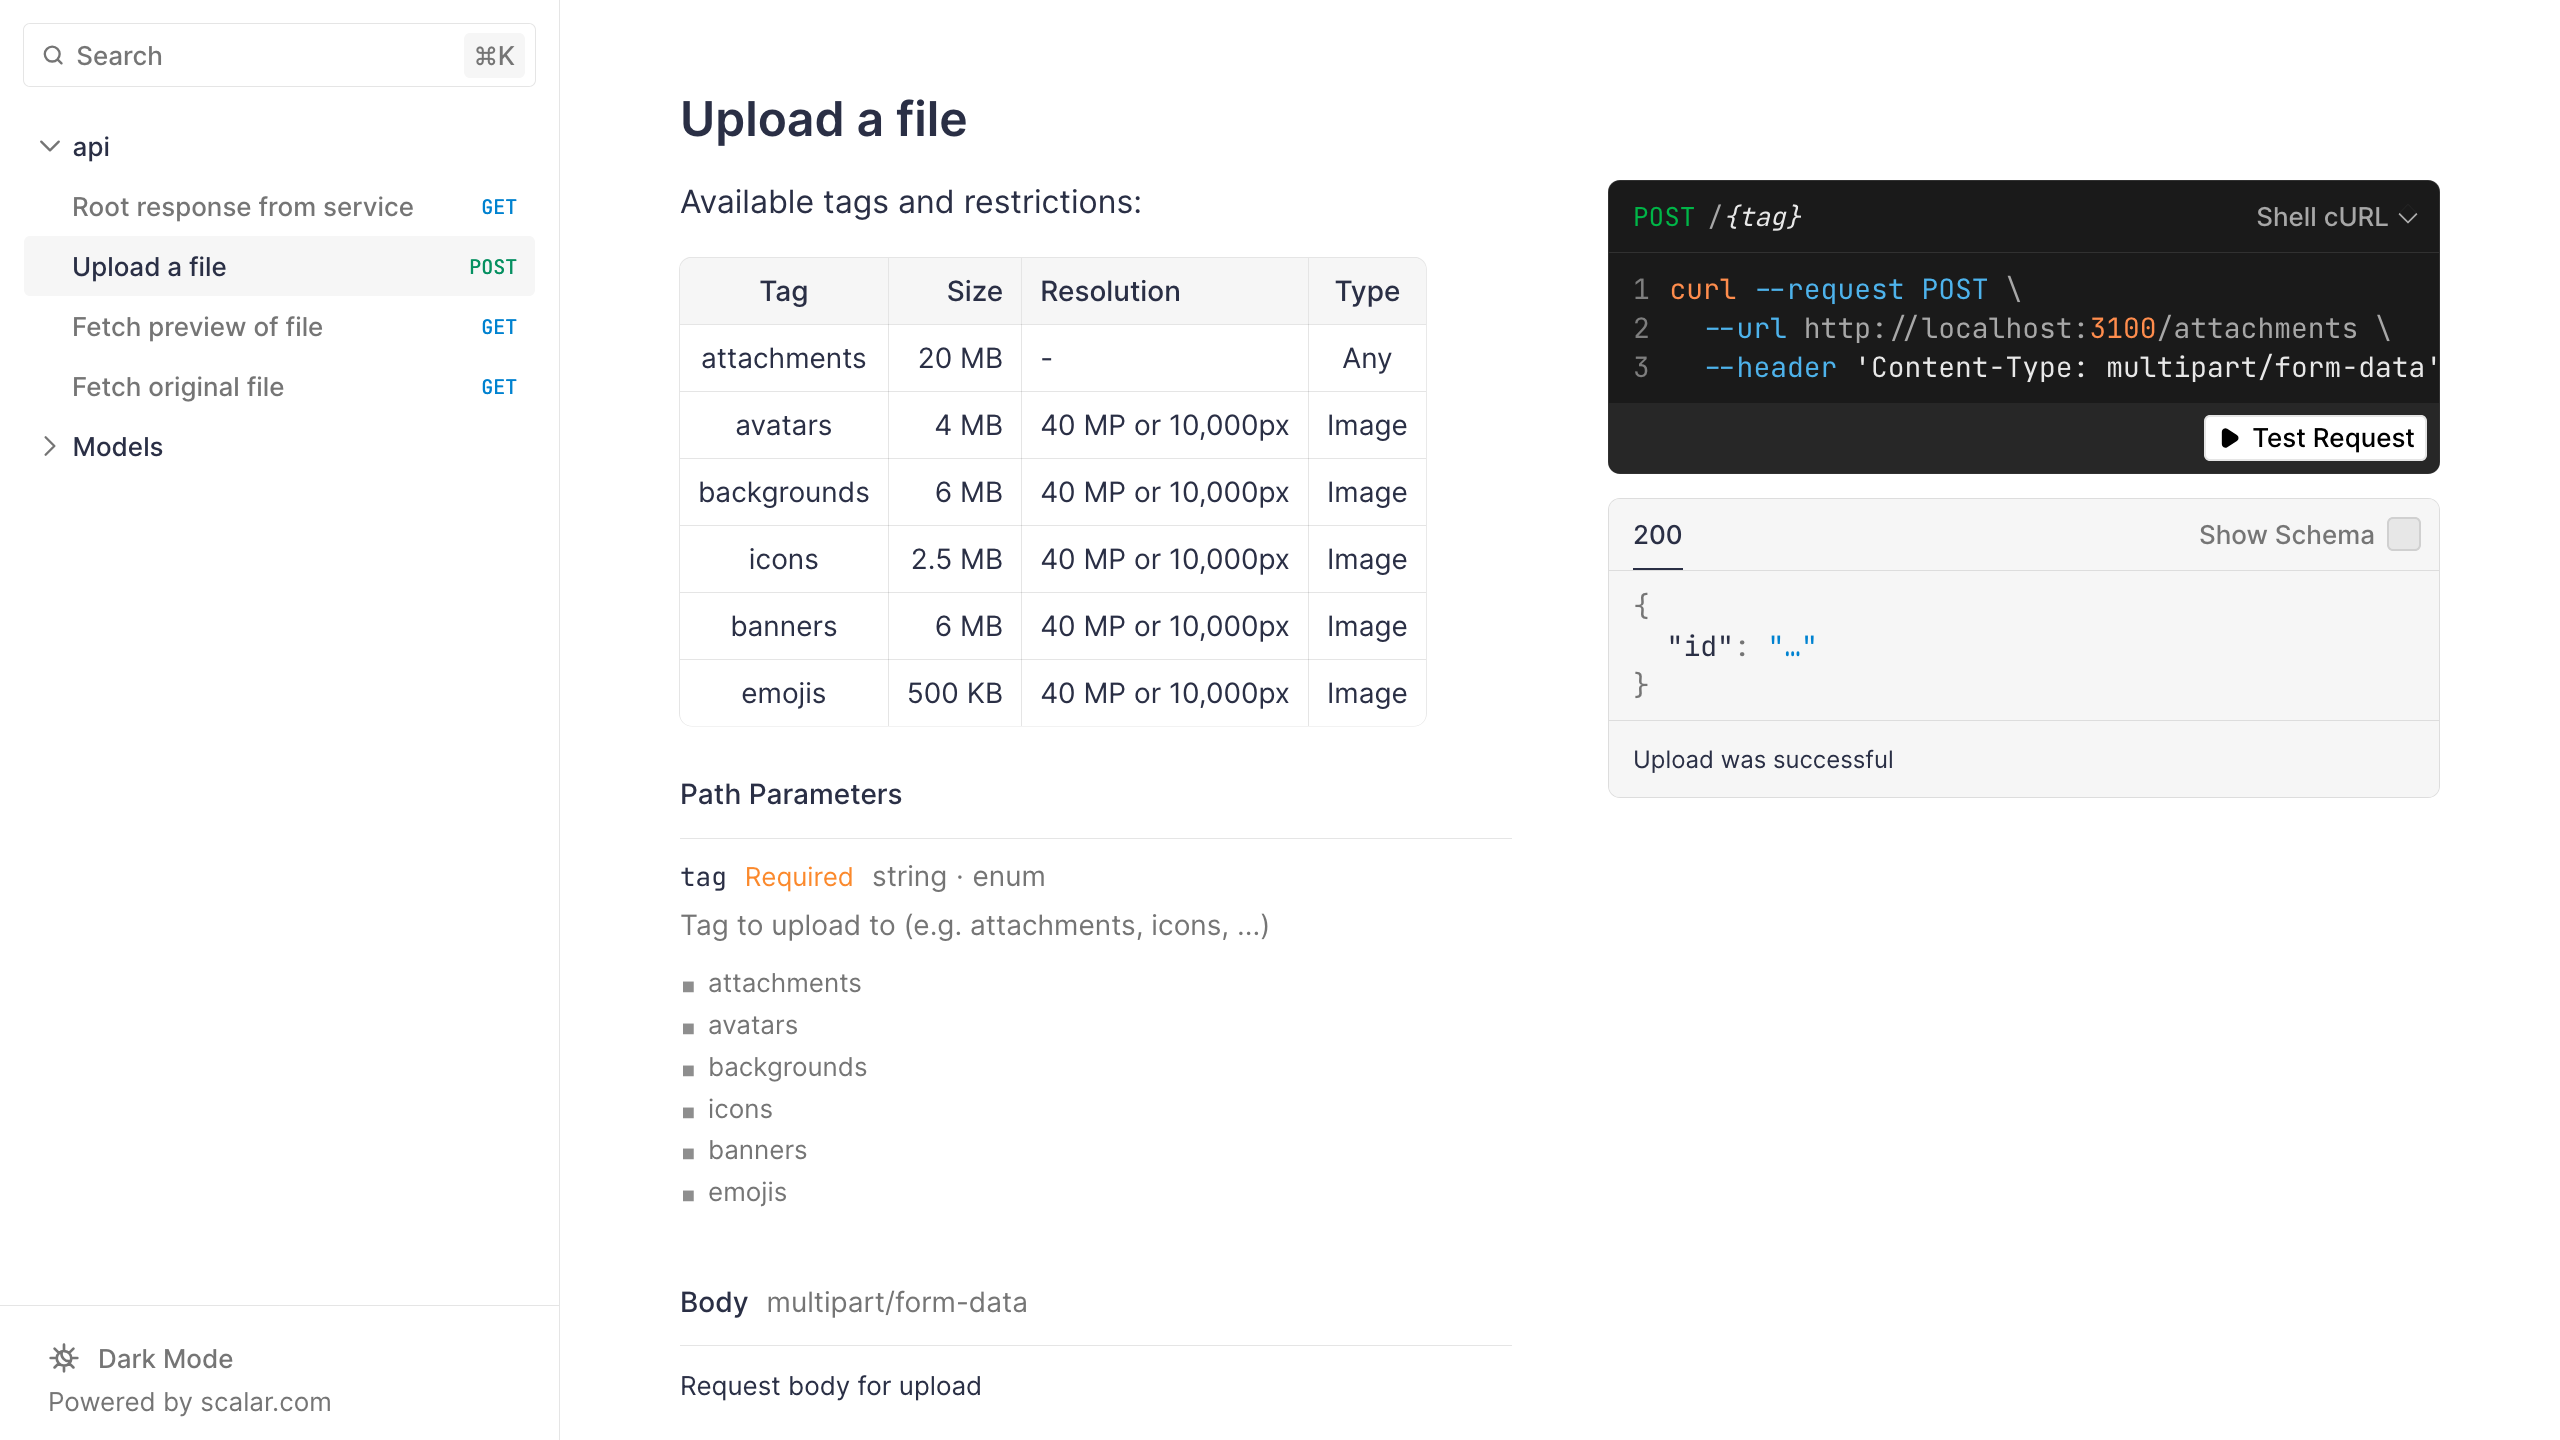 Search ⌘K
api
Root response from service GET
Upload a file POST
Fetch preview of file GET
Fetch original file GET
Models
Dark Mode
Powered by scalar.com
Upload a file
Available tags and restrictions:
Tag Size Resolution Type
attachments 20 MB - Any
avatars 4 MB 40 MP or 10,000px Image
backgrounds 6 MB 40 MP or 10,000px Image
icons 2.5 MB 40 MP or 10,000px Image
banners 6 MB 40 MP or 10,000px Image
emojis 500 KB 40 MP or 10,000px Image
Path Parameters
tag Required string · enum
Tag to upload to (e.g. attachments, icons, ...)
attachments
avatars
backgrounds
icons
banners
emojis
Body multipart/form-data
Request body for upload
POST /{tag} Shell cURL
1 curl --request POST \
2 --url http://localhost:3100/attachments \
3 --header 'Content-Type: multipart/form-data'
Test Request
200 Show Schema
{
"id": "…"
}
Upload was successful